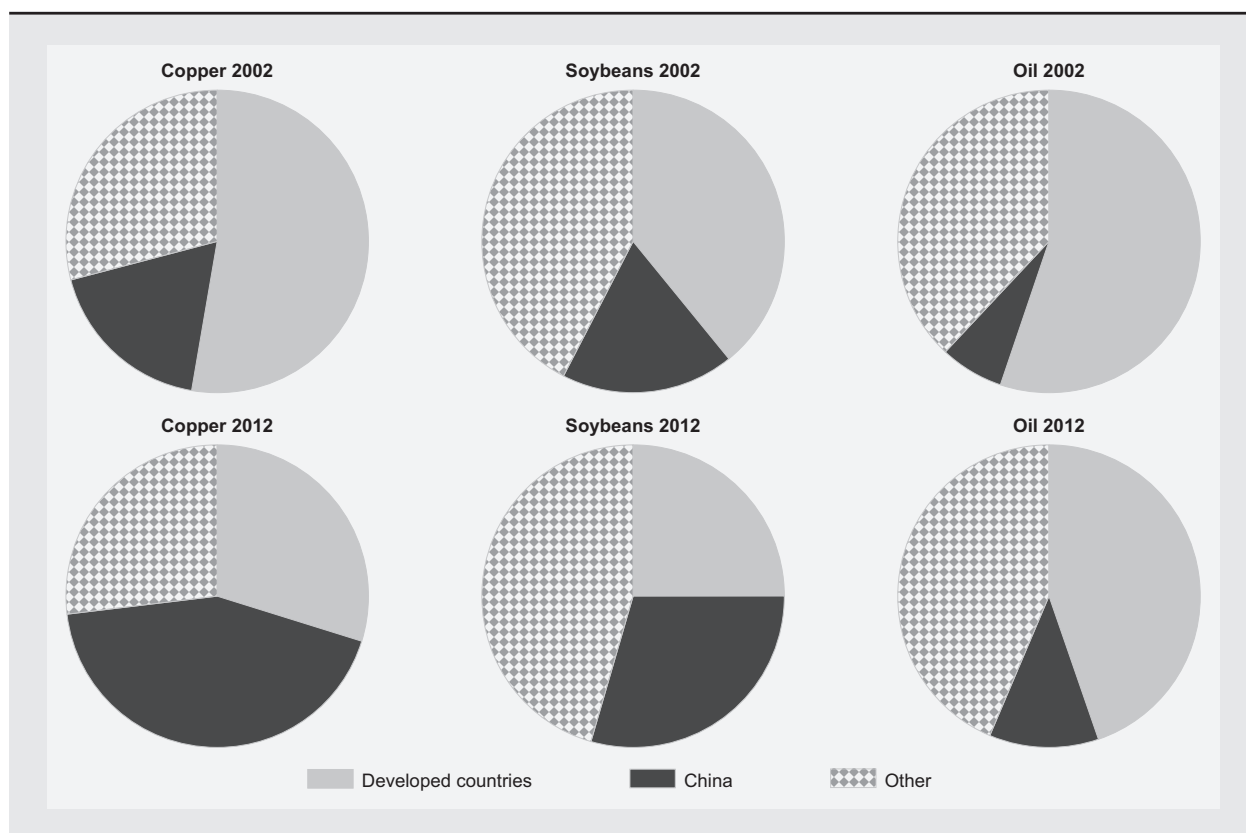 Copper 2002
Soybeans 2002
Oil 2002
Copper 2012
Soybeans 2012
Oil 2012
Developed countries
China
Other